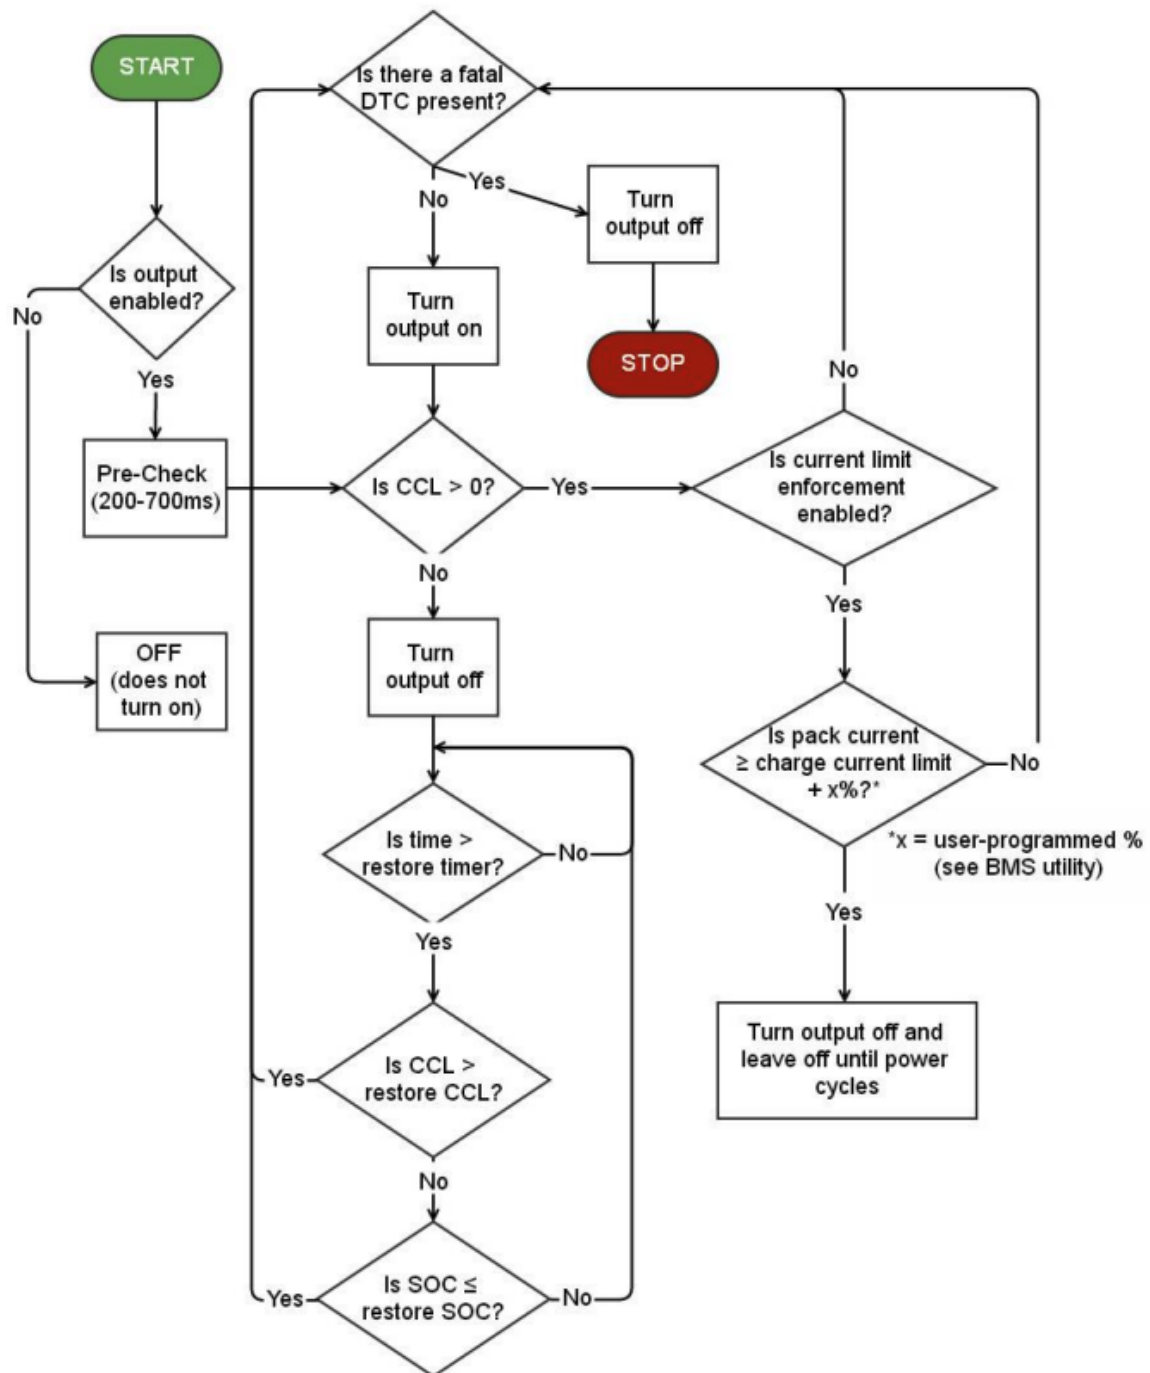 START
Is there a fatal
DTC present?
Yes
No
Turn
output off
Is output
enabled?
No
Turn
output on
STOP
Yes
No
Pre-Check
(200-700ms)
Is CCL > 0?
Yes
Is current limit
enforcement
enabled?
No
Yes
OFF
(does not
turn on)
Turn
output off
Is pack current
≥ charge current limit
+ x%?*
No
Is time >
restore timer?
No
*x = user-programmed %
(see BMS utility)
Yes
Yes
Turn output off and
leave off until power
cycles
Is CCL >
restore CCL?
Yes
No
Is SOC ≤
restore SOC?
Yes
No